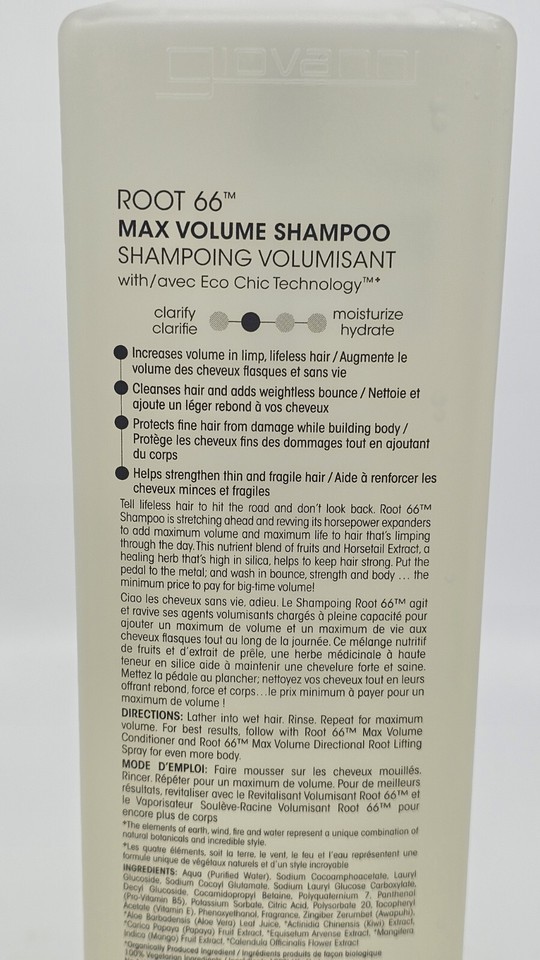 giovanni
ROOT 66™
MAX VOLUME SHAMPOO
SHAMPOING VOLUMISANT
with/avec Eco Chic Technology™*
clarify
clarifie
moisturize
hydrate
Increases volume in limp, lifeless hair / Augmente le
volume des cheveux flasques et sans vie
Cleanses hair and adds weightless bounce / Nettoie et
ajoute un léger rebond à vos cheveux
Protects fine hair from damage while building body /
Protège les cheveux fins des dommages tout en ajoutant
du corps
Helps strengthen thin and fragile hair / Aide à renforcer les
cheveux minces et fragiles
Tell lifeless hair to hit the road and don't look back. Root 66™
Shampoo is stretching ahead and revving its horsepower expanders
to add maximum volume and maximum life to hair that's limping
through the day. This nutrient blend of fruits and Horsetail Extract, a
healing herb that's high in silica, helps to keep hair strong. Put the
pedal to the metal; and wash in bounce, strength and body ... the
minimum price to pay for big-time volume!
Ciao les cheveux sans vie, adieu. Le Shampoing Root 66™ agit
et ravive ses agents volumisants chargés à pleine capacité pour
ajouter un maximum de volume et un maximum de vie aux
cheveux flasques tout au long de la journée. Ce mélange nutritif
de fruits et d'extrait de prêle, une herbe médicinale à haute
teneur en silice aide à maintenir une chevelure forte et saine.
Mettez la pédale au plancher; nettoyez vos cheveux tout en leurs
offrant rebond, force et corps...le prix minimum à payer pour un
maximum de volume !
DIRECTIONS: Lather into wet hair. Rinse. Repeat for maximum
volume. For best results, follow with Root 66™ Max Volume
Conditioner and Root 66™ Max Volume Directional Root Lifting
Spray for even more body.
MODE D'EMPLOI: Faire mousser sur les cheveux mouillés.
Rincer. Répéter pour un maximum de volume. Pour de meilleurs
résultats, revitaliser avec le Revitalisant Volumisant Root 66™ et
le Vaporisateur Soulève-Racine Volumisant Root 66™ pour
encore plus de corps
*The elements of earth, wind, fire and water represent a unique combination of
natural botanicals and incredible style.
*Les quatre éléments, soit la terre, le vent, le feu et l'eau représentent une
formule unique de végétaux naturels et d'un style incroyable
INGREDIENTS: Aqua (Purified Water), Sodium Cocoamphoacetate, Lauryl
Glucoside, Sodium Cocoyl Glutamate, Sodium Lauryl Glucose Carboxylate,
Decyl Glucoside, Cocamidopropyl Betaine, Polyquaternium 7, Panthenol
(Pro-Vitamin B5), Potassium Sorbate, Citric Acid, Polysorbate 20, Tocopheryl
Acetate (Vitamin E), Phenoxyethanol, Fragrance, Zingiber Zerumbet (Awapuhi),
*Aloe Barbadensis (Aloe Vera) Leaf Juice, *Actinidia Chinensis (Kiwi) Extract,
*Carica Papaya (Papaya) Fruit Extract, *Equisetum Arvense Extract, *Mangifera
Indica (Mango) Fruit Extract, *Calendula Officinalis Flower Extract
*Organically Produced Ingredient / Ingrédients produits de façon biologique
100% Vegetarian Ingredients